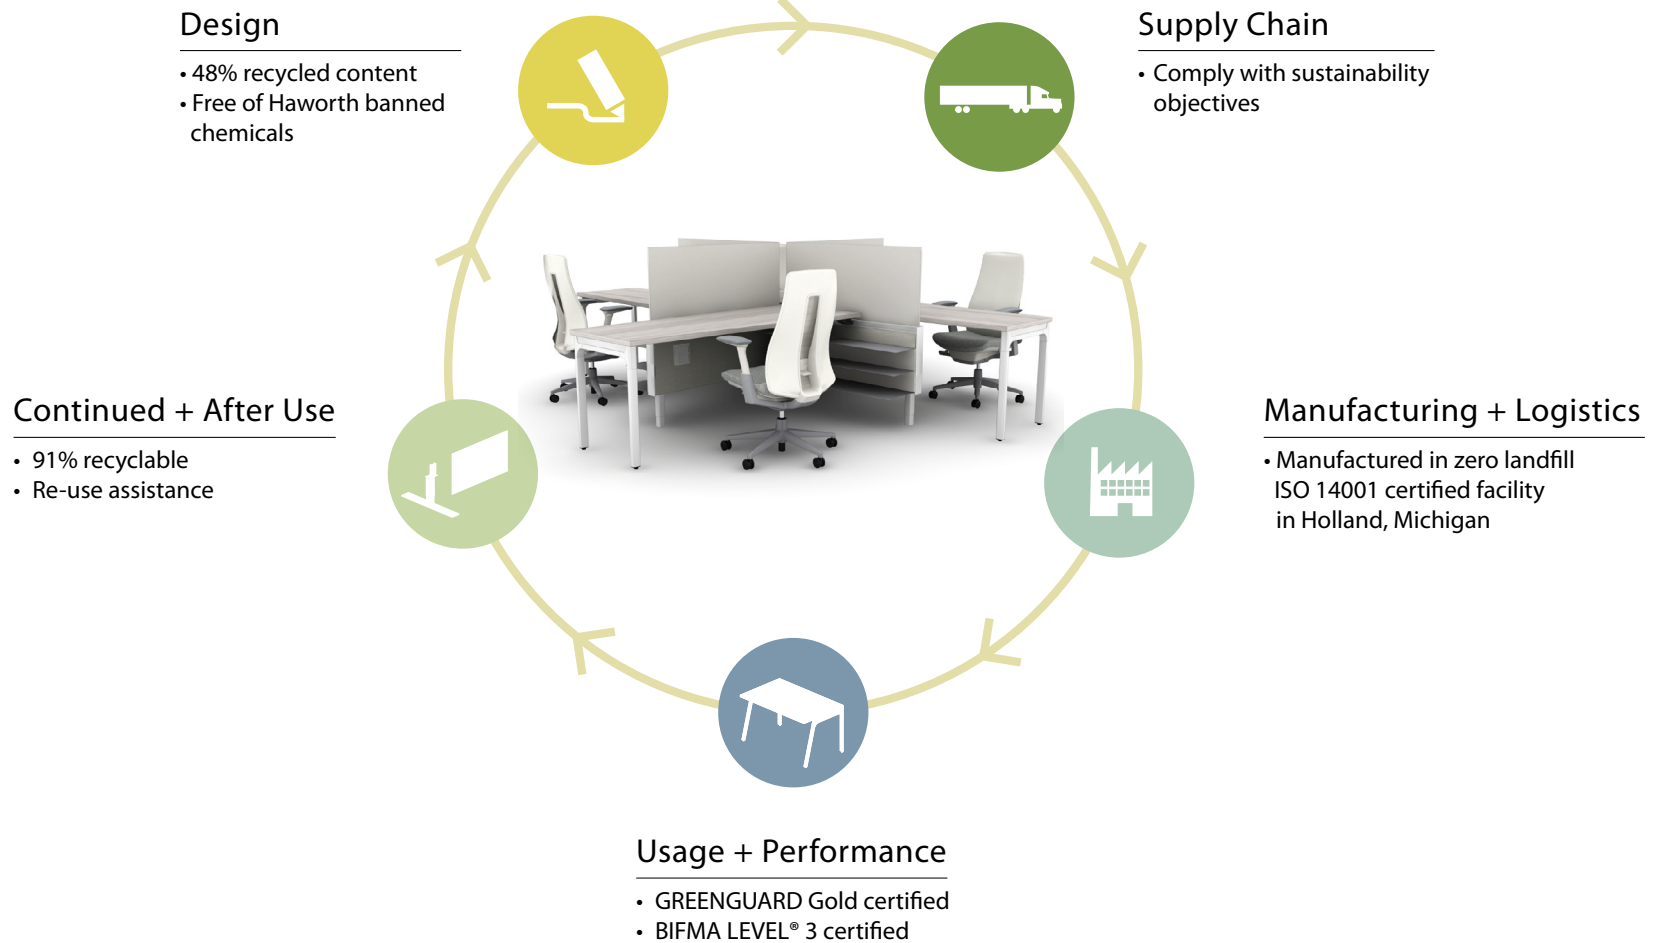 Design
• 48% recycled content
• Free of Haworth banned
chemicals
Supply Chain
• Comply with sustainability
objectives
Continued + After Use
• 91% recyclable
• Re-use assistance
Manufacturing + Logistics
• Manufactured in zero landfill
ISO 14001 certified facility
in Holland, Michigan
Usage + Performance
• GREENGUARD Gold certified
• BIFMA LEVEL® 3 certified